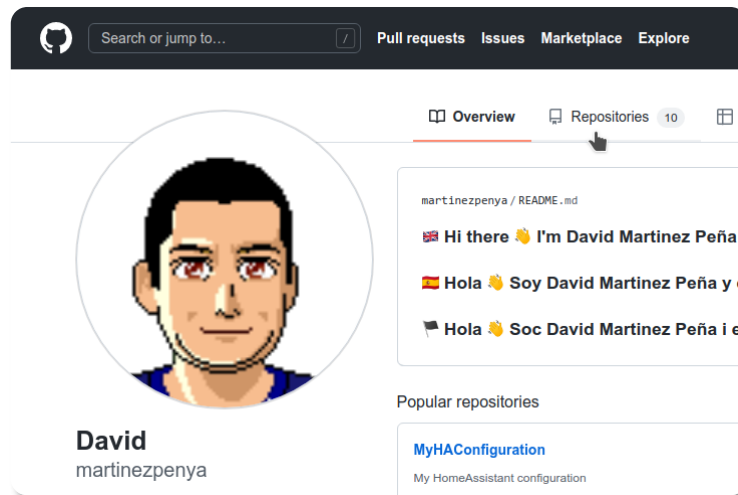 Search or jump to... /
Pull requests Issues Marketplace Explore
Overview Repositories 10
martinezpenya/README.md
🇬🇧 Hi there 👋 I'm David Martinez Peña
🇪🇸 Hola 👋 Soy David Martinez Peña y
🏴 Hola 👋 Soc David Martinez Peña i e
Popular repositories
David
martinezpenya
MyHAConfiguration
My HomeAssistant configuration